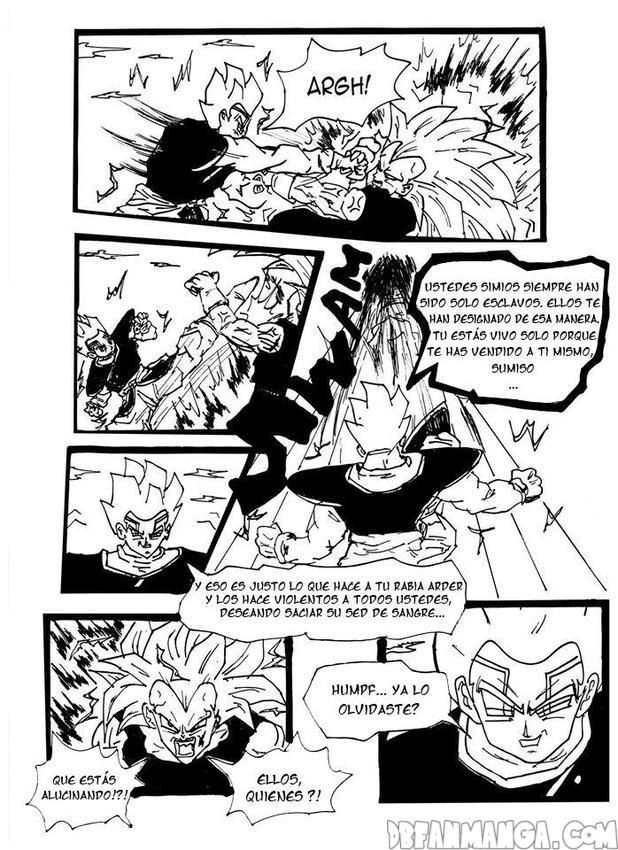 ARGH!
USTEDES SIMIOS SIEMPRE HAN
SIDO SOLO ESCLAVOS. ELLOS TE
HAN DESIGNADO DE ESA MANERA.
TU ESTÁS VIVO SOLO PORQUE
TE HAS VENDIDO A TI MISMO,
SUMISO
...
Y ESO ES JUSTO LO QUE HACE A TU RABIA ARDER
Y LOS HACE VIOLENTOS A TODOS USTEDES,
DESEANDO SACIAR SU SED DE SANGRE...
QUE ESTÁS
ALUCINANDO!?!
ELLOS,
QUIENES ?!
HUMPF... YA LO
OLVIDASTE?
DBFANMANGA.COM